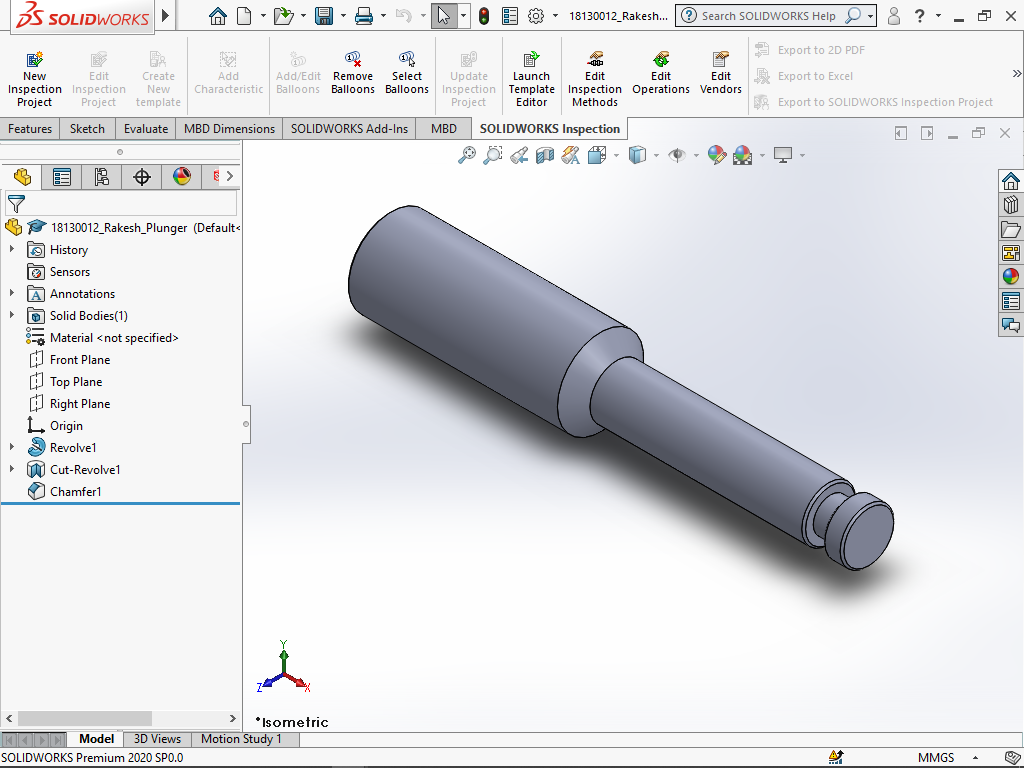 SOLIDWORKS
18130012_Rakesh...
Search SOLIDWORKS Help
New Inspection Project
Edit Inspection Project
Create New template
Add Characteristic
Add/Edit Balloons
Remove Balloons
Select Balloons
Update Inspection Project
Launch Template Editor
Edit Inspection Methods
Edit Operations
Edit Vendors
Export to 2D PDF
Export to Excel
Export to SOLIDWORKS Inspection Project
Features Sketch Evaluate MBD Dimensions SOLIDWORKS Add-Ins MBD SOLIDWORKS Inspection
18130012_Rakesh_Plunger (Default<
History
Sensors
Annotations
Solid Bodies(1)
Material <not specified>
Front Plane
Top Plane
Right Plane
Origin
Revolve1
Cut-Revolve1
Chamfer1
Y
Z X
*Isometric
Model 3D Views Motion Study 1
SOLIDWORKS Premium 2020 SP0.0 MMGS